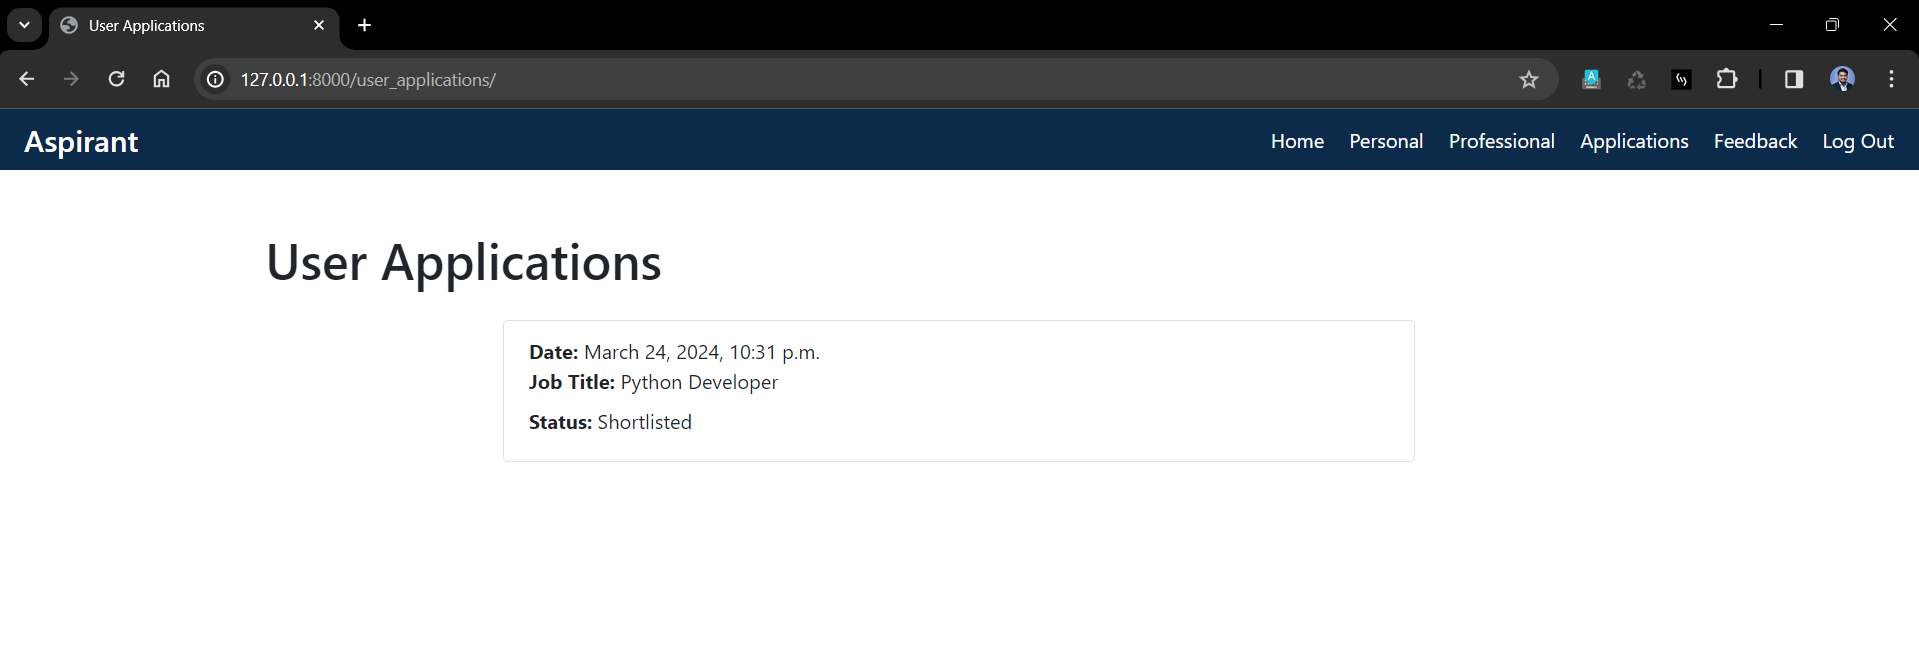 User Applications
127.0.0.1:8000/user_applications/
Aspirant
Home Personal Professional Applications Feedback Log Out
User Applications
Date: March 24, 2024, 10:31 p.m.
Job Title: Python Developer
Status: Shortlisted